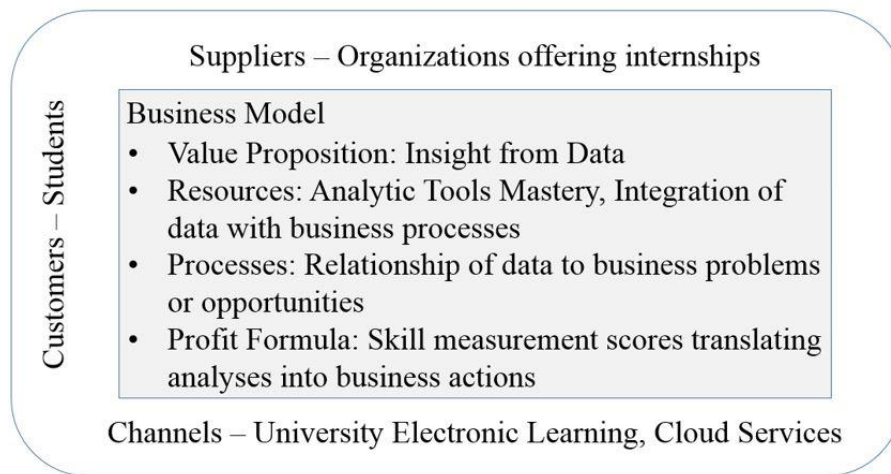 Suppliers – Organizations offering internships
Customers – Students
Business Model
• Value Proposition: Insight from Data
• Resources: Analytic Tools Mastery, Integration of
data with business processes
• Processes: Relationship of data to business problems
or opportunities
• Profit Formula: Skill measurement scores translating
analyses into business actions
Channels – University Electronic Learning, Cloud Services